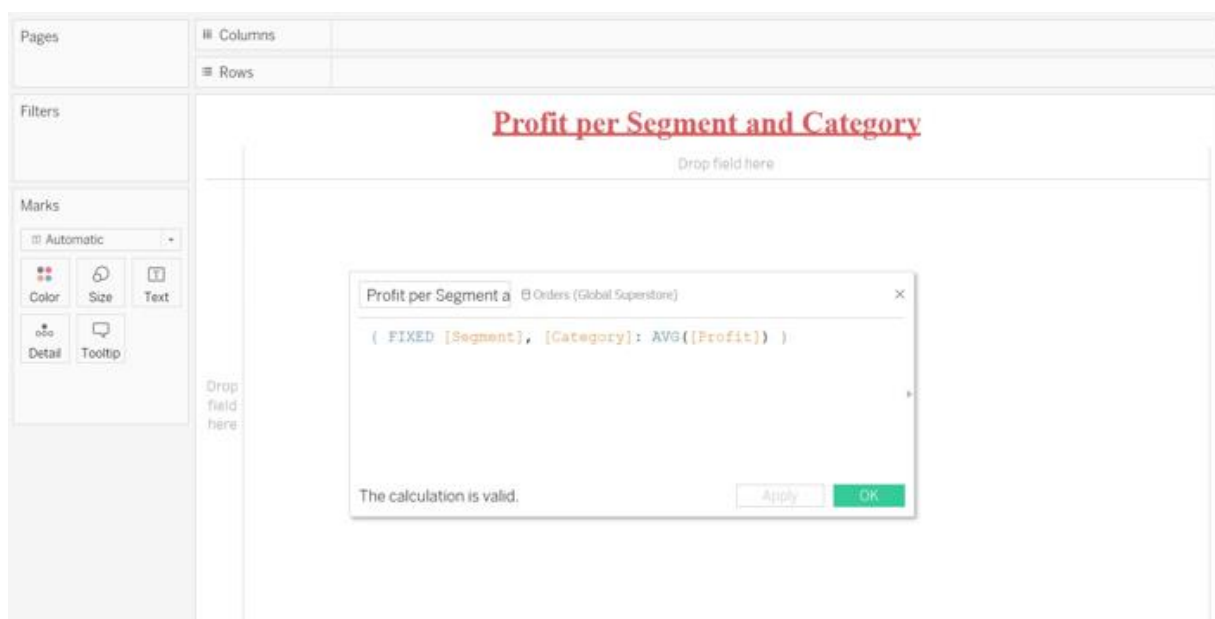 Pages
Columns
Rows
Filters
Profit per Segment and Category
Drop field here
Marks
Automatic
Color Size Text
Detail Tooltip
Profit per Segment a Orders (Global Superstore)
{ FIXED [Segment], [Category]: AVG([Profit]) }
Drop
field
here
The calculation is valid.
Apply OK